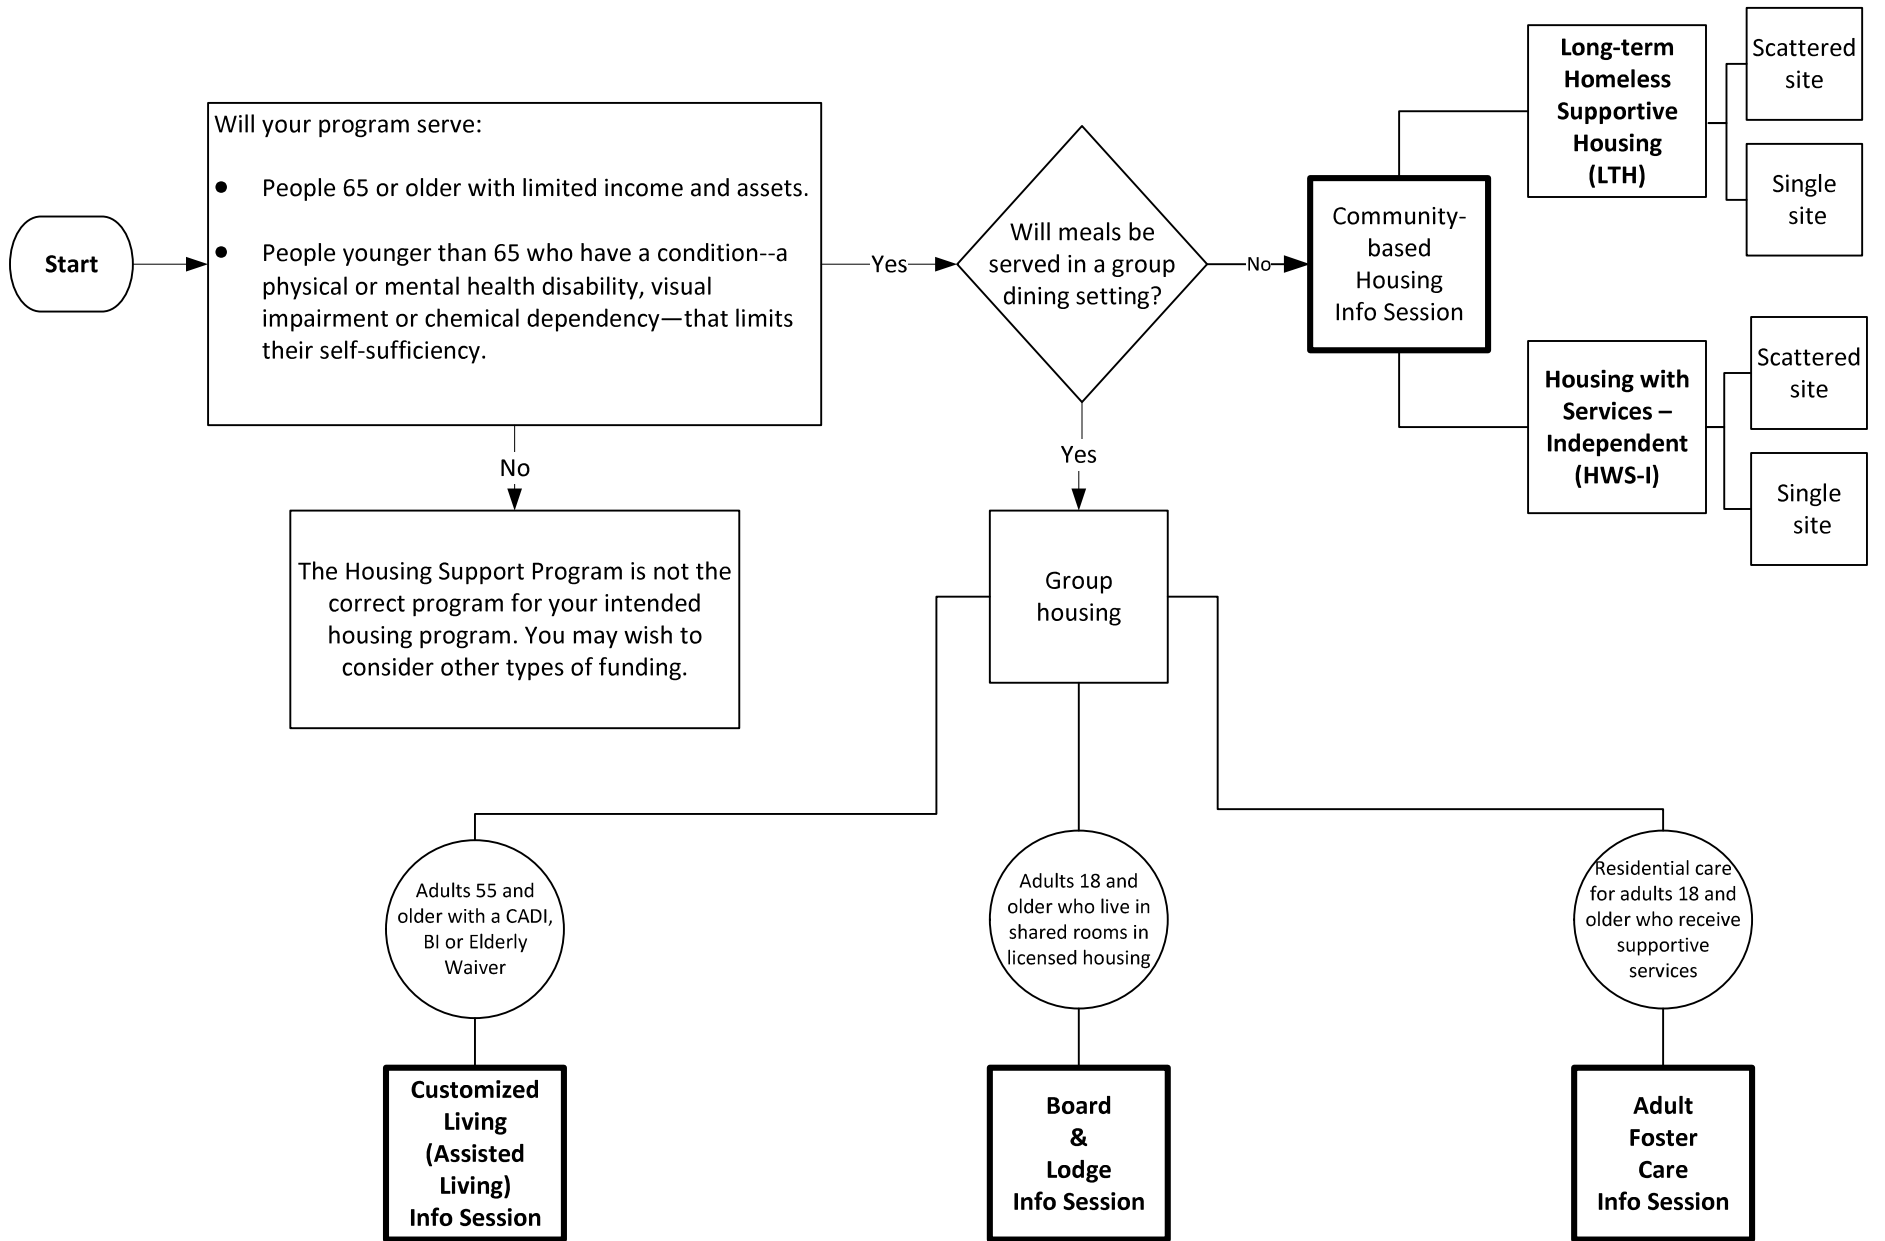 Start
Will your program serve:
● People 65 or older with limited income and assets.
● People younger than 65 who have a condition--a
physical or mental health disability, visual
impairment or chemical dependency—that limits
their self-sufficiency.
Yes
No
The Housing Support Program is not the
correct program for your intended
housing program. You may wish to
consider other types of funding.
Will meals be
served in a group
dining setting?
No
Yes
Community-
based
Housing
Info Session
Long-term
Homeless
Supportive
Housing
(LTH)
Scattered
site
Single
site
Housing with
Services –
Independent
(HWS-I)
Scattered
site
Single
site
Group
housing
Adults 55 and
older with a CADI,
BI or Elderly
Waiver
Adults 18 and
older who live in
shared rooms in
licensed housing
Residential care
for adults 18 and
older who receive
supportive
services
Customized
Living
(Assisted
Living)
Info Session
Board
&
Lodge
Info Session
Adult
Foster
Care
Info Session